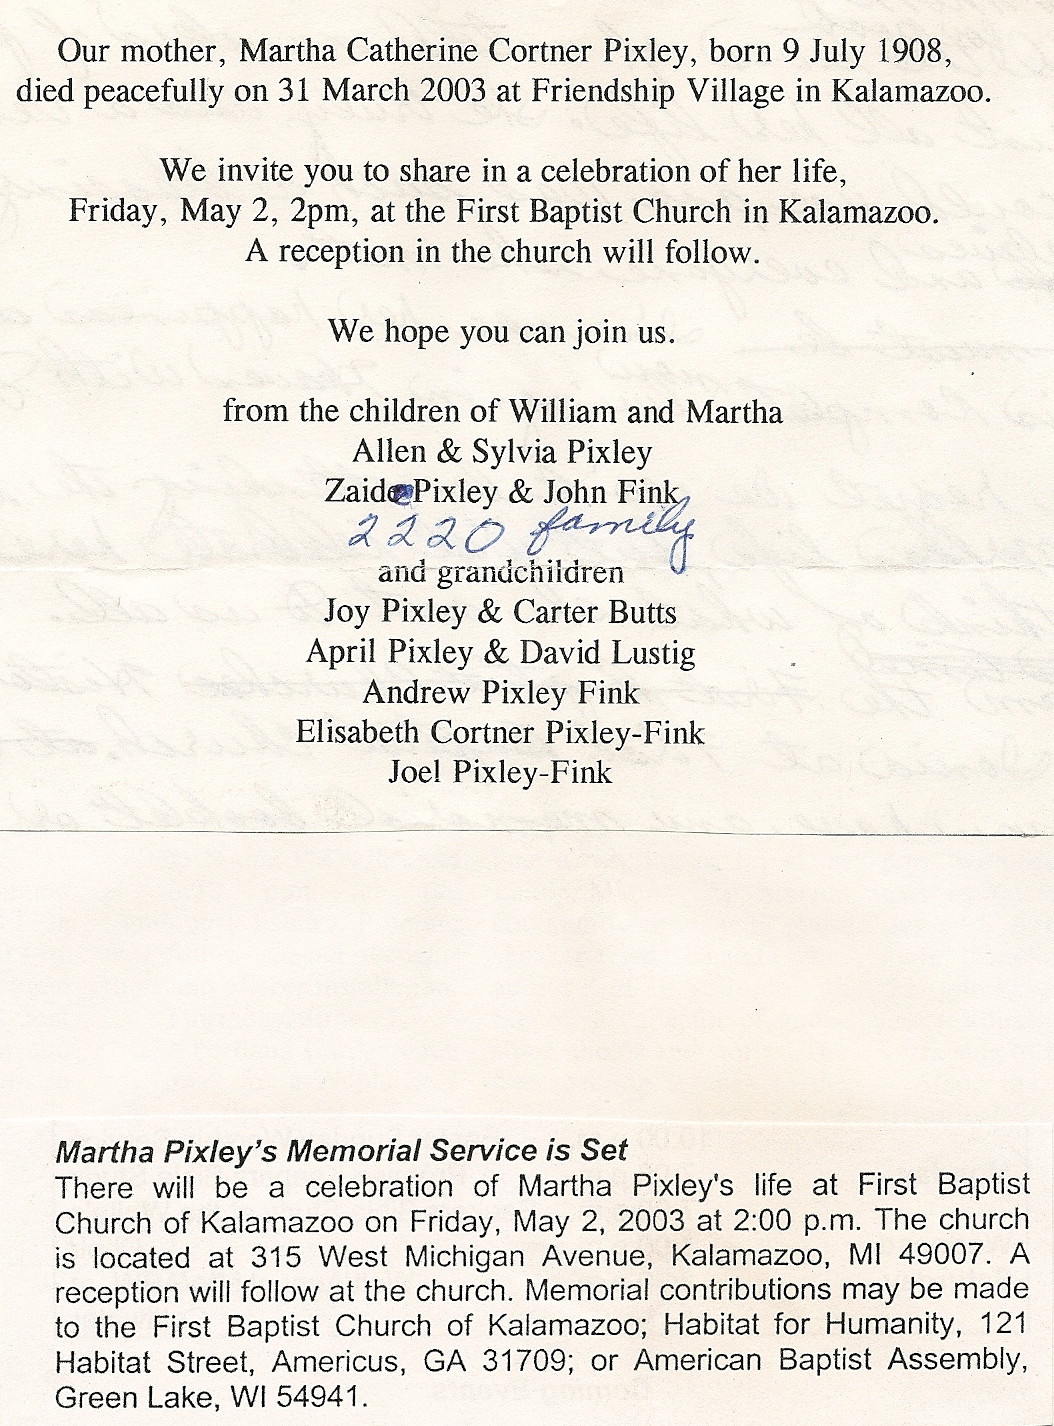 Our mother, Martha Catherine Cortner Pixley, born 9 July 1908,
died peacefully on 31 March 2003 at Friendship Village in Kalamazoo.
We invite you to share in a celebration of her life,
Friday, May 2, 2pm, at the First Baptist Church in Kalamazoo.
A reception in the church will follow.
We hope you can join us.
from the children of William and Martha
Allen & Sylvia Pixley
Zaide Pixley & John Fink
2220 family
and grandchildren
Joy Pixley & Carter Butts
April Pixley & David Lustig
Andrew Pixley Fink
Elisabeth Cortner Pixley-Fink
Joel Pixley-Fink
Martha Pixley's Memorial Service is Set
There will be a celebration of Martha Pixley's life at First Baptist
Church of Kalamazoo on Friday, May 2, 2003 at 2:00 p.m. The church
is located at 315 West Michigan Avenue, Kalamazoo, MI 49007. A
reception will follow at the church. Memorial contributions may be made
to the First Baptist Church of Kalamazoo; Habitat for Humanity, 121
Habitat Street, Americus, GA 31709; or American Baptist Assembly,
Green Lake, WI 54941.